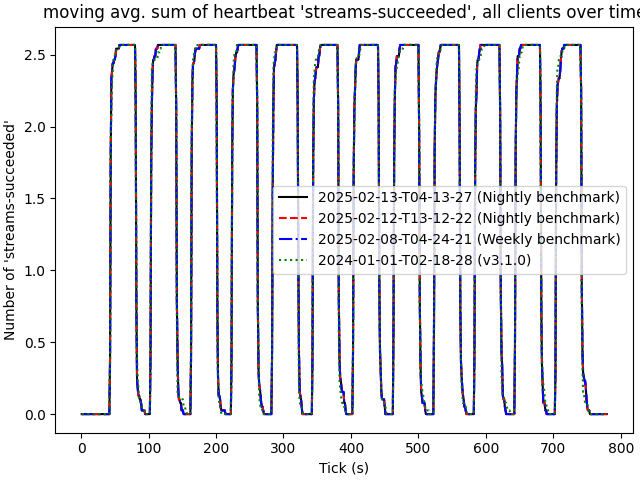 moving avg. sum of heartbeat 'streams-succeeded', all clients over time
Number of 'streams-succeeded'
2.5
2.0
1.5
1.0
0.5
0.0
2025-02-13-T04-13-27 (Nightly benchmark)
2025-02-12-T13-12-22 (Nightly benchmark)
2025-02-08-T04-24-21 (Weekly benchmark)
2024-01-01-T02-18-28 (v3.1.0)
0 100 200 300 400 500 600 700 800
Tick (s)